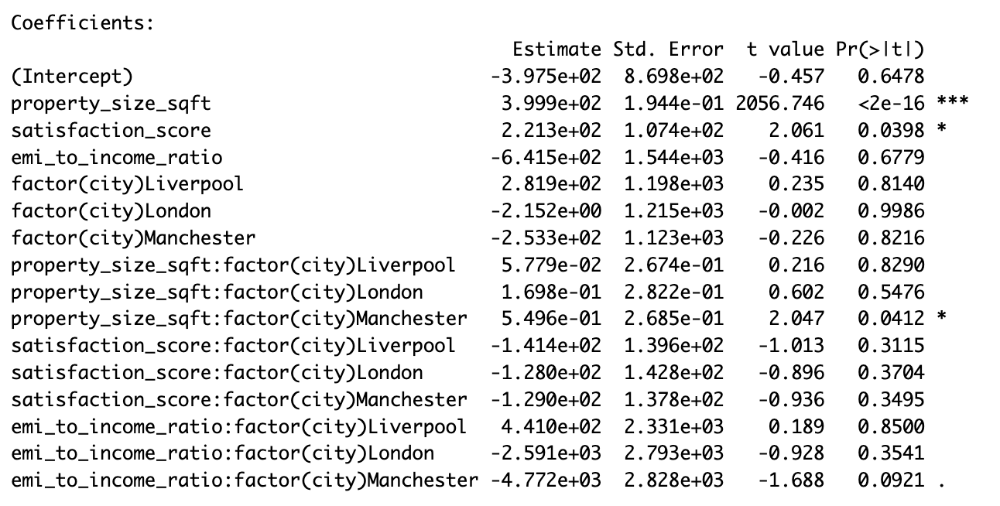 Coefficients:
Estimate Std. Error t value Pr(>|t|)
(Intercept) -3.975e+02 8.698e+02 -0.457 0.6478
property_size_sqft 3.999e+02 1.944e-01 2056.746 <2e-16 ***
satisfaction_score 2.213e+02 1.074e+02 2.061 0.0398 *
emi_to_income_ratio -6.415e+02 1.544e+03 -0.416 0.6779
factor(city)Liverpool 2.819e+02 1.198e+03 0.235 0.8140
factor(city)London -2.152e+00 1.215e+03 -0.002 0.9986
factor(city)Manchester -2.533e+02 1.123e+03 -0.226 0.8216
property_size_sqft:factor(city)Liverpool 5.779e-02 2.674e-01 0.216 0.8290
property_size_sqft:factor(city)London 1.698e-01 2.822e-01 0.602 0.5476
property_size_sqft:factor(city)Manchester 5.496e-01 2.685e-01 2.047 0.0412 *
satisfaction_score:factor(city)Liverpool -1.414e+02 1.396e+02 -1.013 0.3115
satisfaction_score:factor(city)London -1.280e+02 1.428e+02 -0.896 0.3704
satisfaction_score:factor(city)Manchester -1.290e+02 1.378e+02 -0.936 0.3495
emi_to_income_ratio:factor(city)Liverpool 4.410e+02 2.331e+03 0.189 0.8500
emi_to_income_ratio:factor(city)London -2.591e+03 2.793e+03 -0.928 0.3541
emi_to_income_ratio:factor(city)Manchester -4.772e+03 2.828e+03 -1.688 0.0921 .